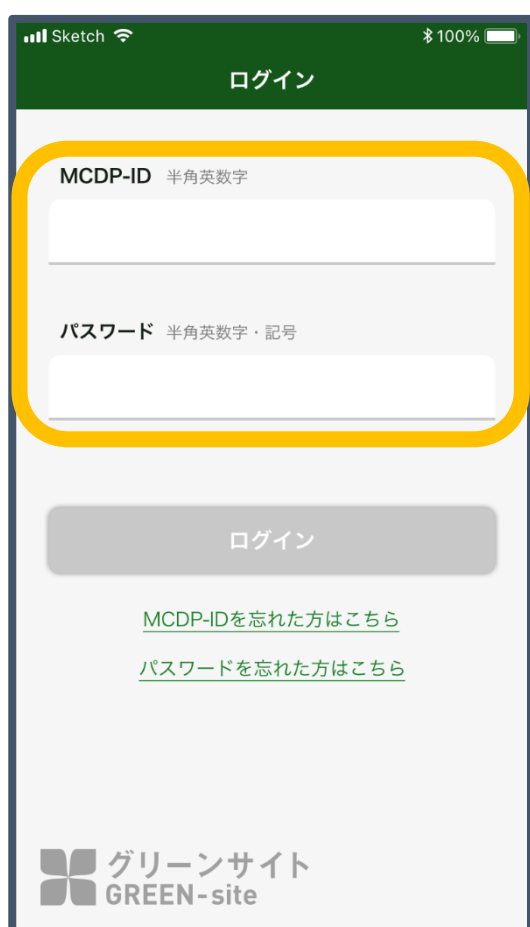 Sketch 100%
ログイン
MCDP-ID 半角英数字
パスワード 半角英数字・記号
ログイン
MCDP-IDを忘れた方はこちら
パスワードを忘れた方はこちら
グリーンサイト
GREEN-site